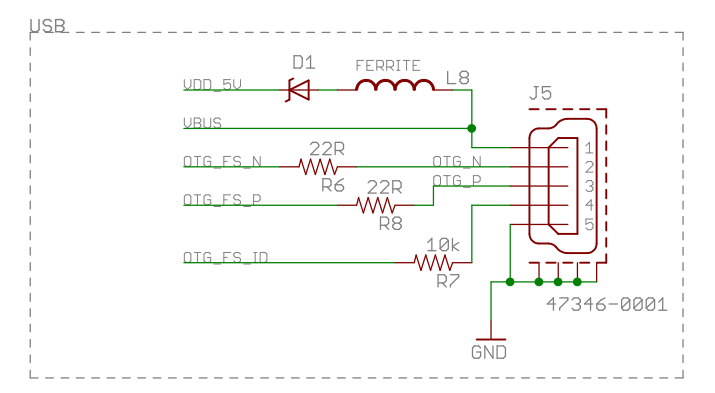 USB
D1
FERRITE
L8
VDD_5V
J5
VBUS
1
22R
OTG_FS_N
OTG_N
2
R6
22R
OTG_P
3
OTG_FS_P
4
R8
5
10k
OTG_FS_ID
R7
47346-0001
GND